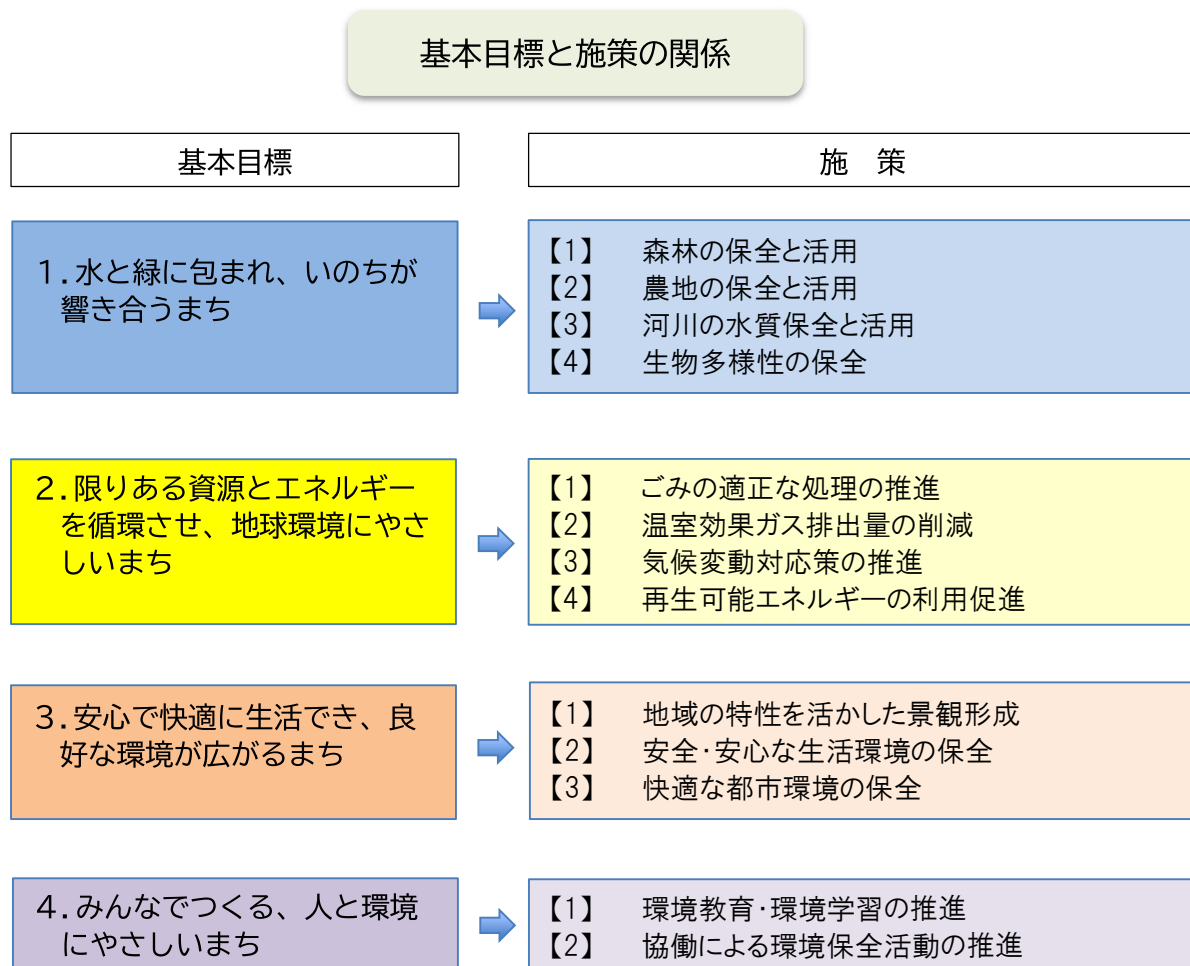 基本目標と施策の関係
基本目標
施 策
1.水と緑に包まれ、いのちが
響き合うまち
【1】 森林の保全と活用
【2】 農地の保全と活用
【3】 河川の水質保全と活用
【4】 生物多様性の保全
2.限りある資源とエネルギー
を循環させ、地球環境にやさ
しいまち
【1】 ごみの適正な処理の推進
【2】 温室効果ガス排出量の削減
【3】 気候変動対応策の推進
【4】 再生可能エネルギーの利用促進
3.安心で快適に生活でき、良
好な環境が広がるまち
【1】 地域の特性を活かした景観形成
【2】 安全・安心な生活環境の保全
【3】 快適な都市環境の保全
4.みんなでつくる、人と環境
にやさしいまち
【1】 環境教育・環境学習の推進
【2】 協働による環境保全活動の推進